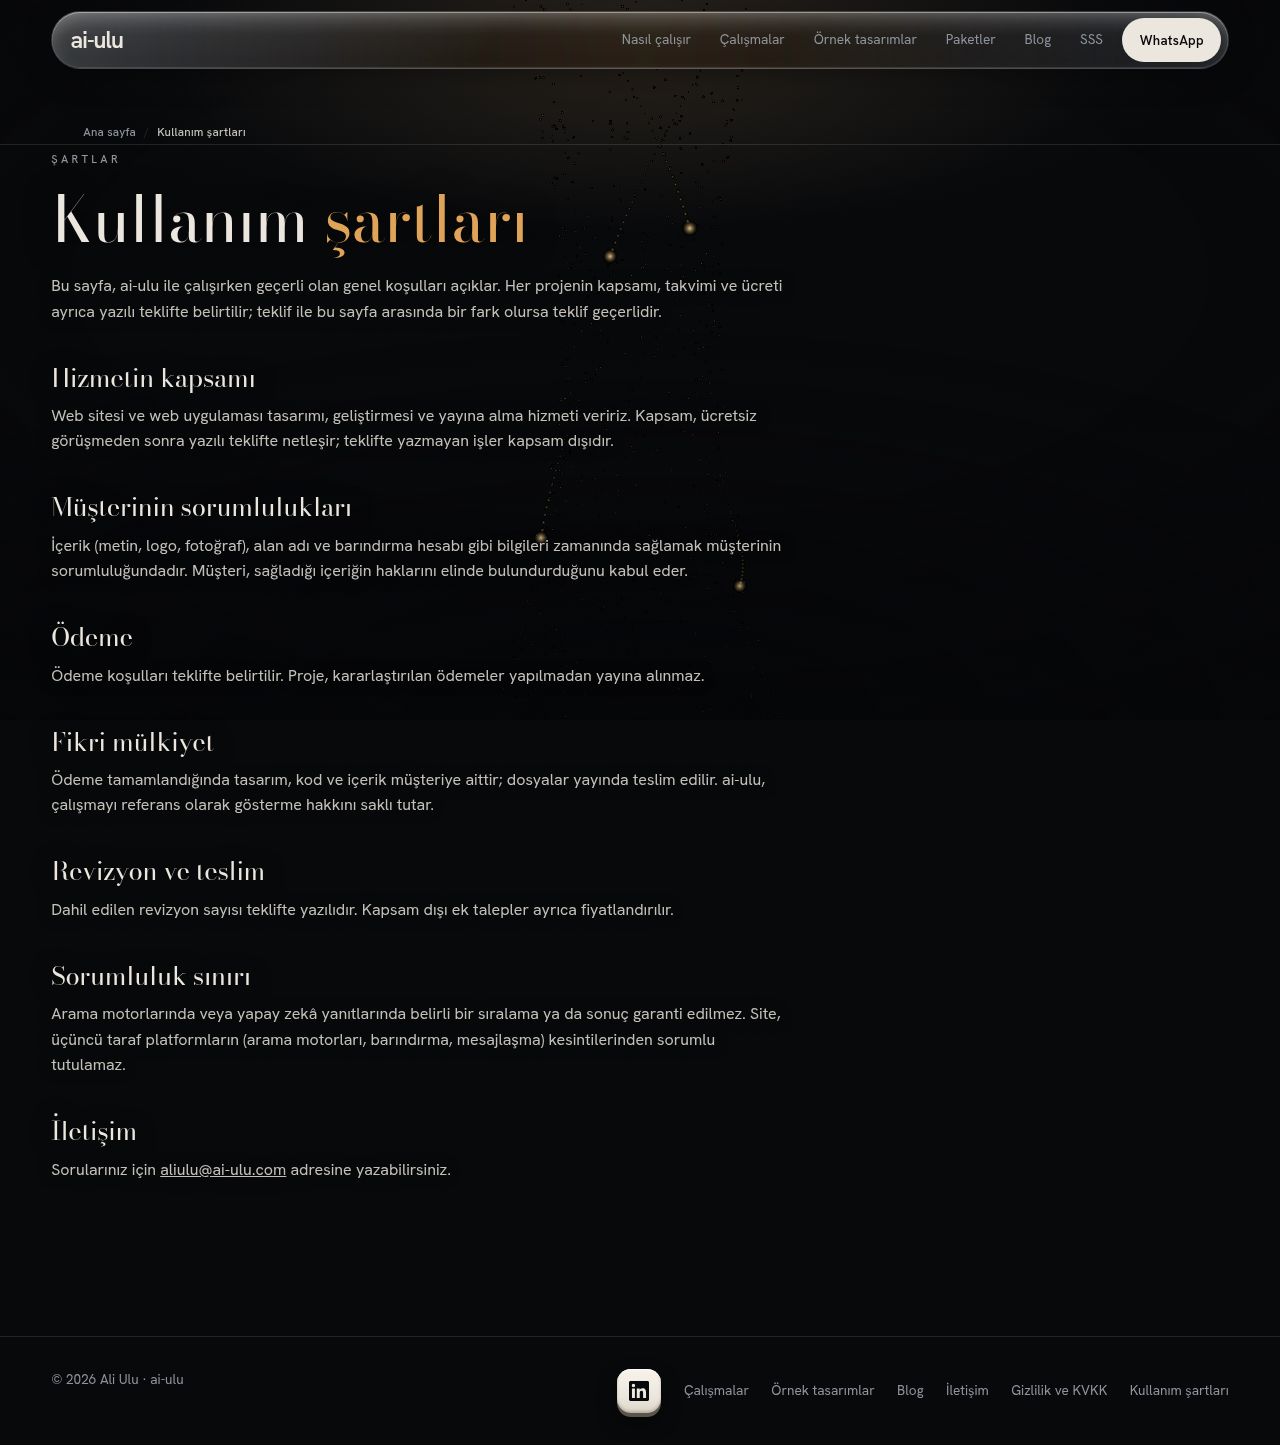 ai-ulu
Nasıl çalışır Çalışmalar Örnek tasarımlar Paketler Blog SSS WhatsApp
Ana sayfa / Kullanım şartları
ŞARTLAR
Kullanım şartları
Bu sayfa, ai-ulu ile çalışırken geçerli olan genel koşulları açıklar. Her projenin kapsamı, takvimi ve ücreti
ayrıca yazılı teklifte belirtilir; teklif ile bu sayfa arasında bir fark olursa teklif geçerlidir.
Hizmetin kapsamı
Web sitesi ve web uygulaması tasarımı, geliştirmesi ve yayına alma hizmeti veririz. Kapsam, ücretsiz
görüşmeden sonra yazılı teklifte netleşir; teklifte yazmayan işler kapsam dışıdır.
Müşterinin sorumlulukları
İçerik (metin, logo, fotoğraf), alan adı ve barındırma hesabı gibi bilgileri zamanında sağlamak müşterinin
sorumluluğundadır. Müşteri, sağladığı içeriğin haklarını elinde bulundurduğunu kabul eder.
Ödeme
Ödeme koşulları teklifte belirtilir. Proje, kararlaştırılan ödemeler yapılmadan yayına alınmaz.
Fikri mülkiyet
Ödeme tamamlandığında tasarım, kod ve içerik müşteriye aittir; dosyalar yayında teslim edilir. ai-ulu,
çalışmayı referans olarak gösterme hakkını saklı tutar.
Revizyon ve teslim
Dahil edilen revizyon sayısı teklifte yazılıdır. Kapsam dışı ek talepler ayrıca fiyatlandırılır.
Sorumluluk sınırı
Arama motorlarında veya yapay zekâ yanıtlarında belirli bir sıralama ya da sonuç garanti edilmez. Site,
üçüncü taraf platformların (arama motorları, barındırma, mesajlaşma) kesintilerinden sorumlu
tutulamaz.
İletişim
Sorularınız için aliulu@ai-ulu.com adresine yazabilirsiniz.
© 2026 Ali Ulu · ai-ulu
in Çalışmalar Örnek tasarımlar Blog İletişim Gizlilik ve KVKK Kullanım şartları